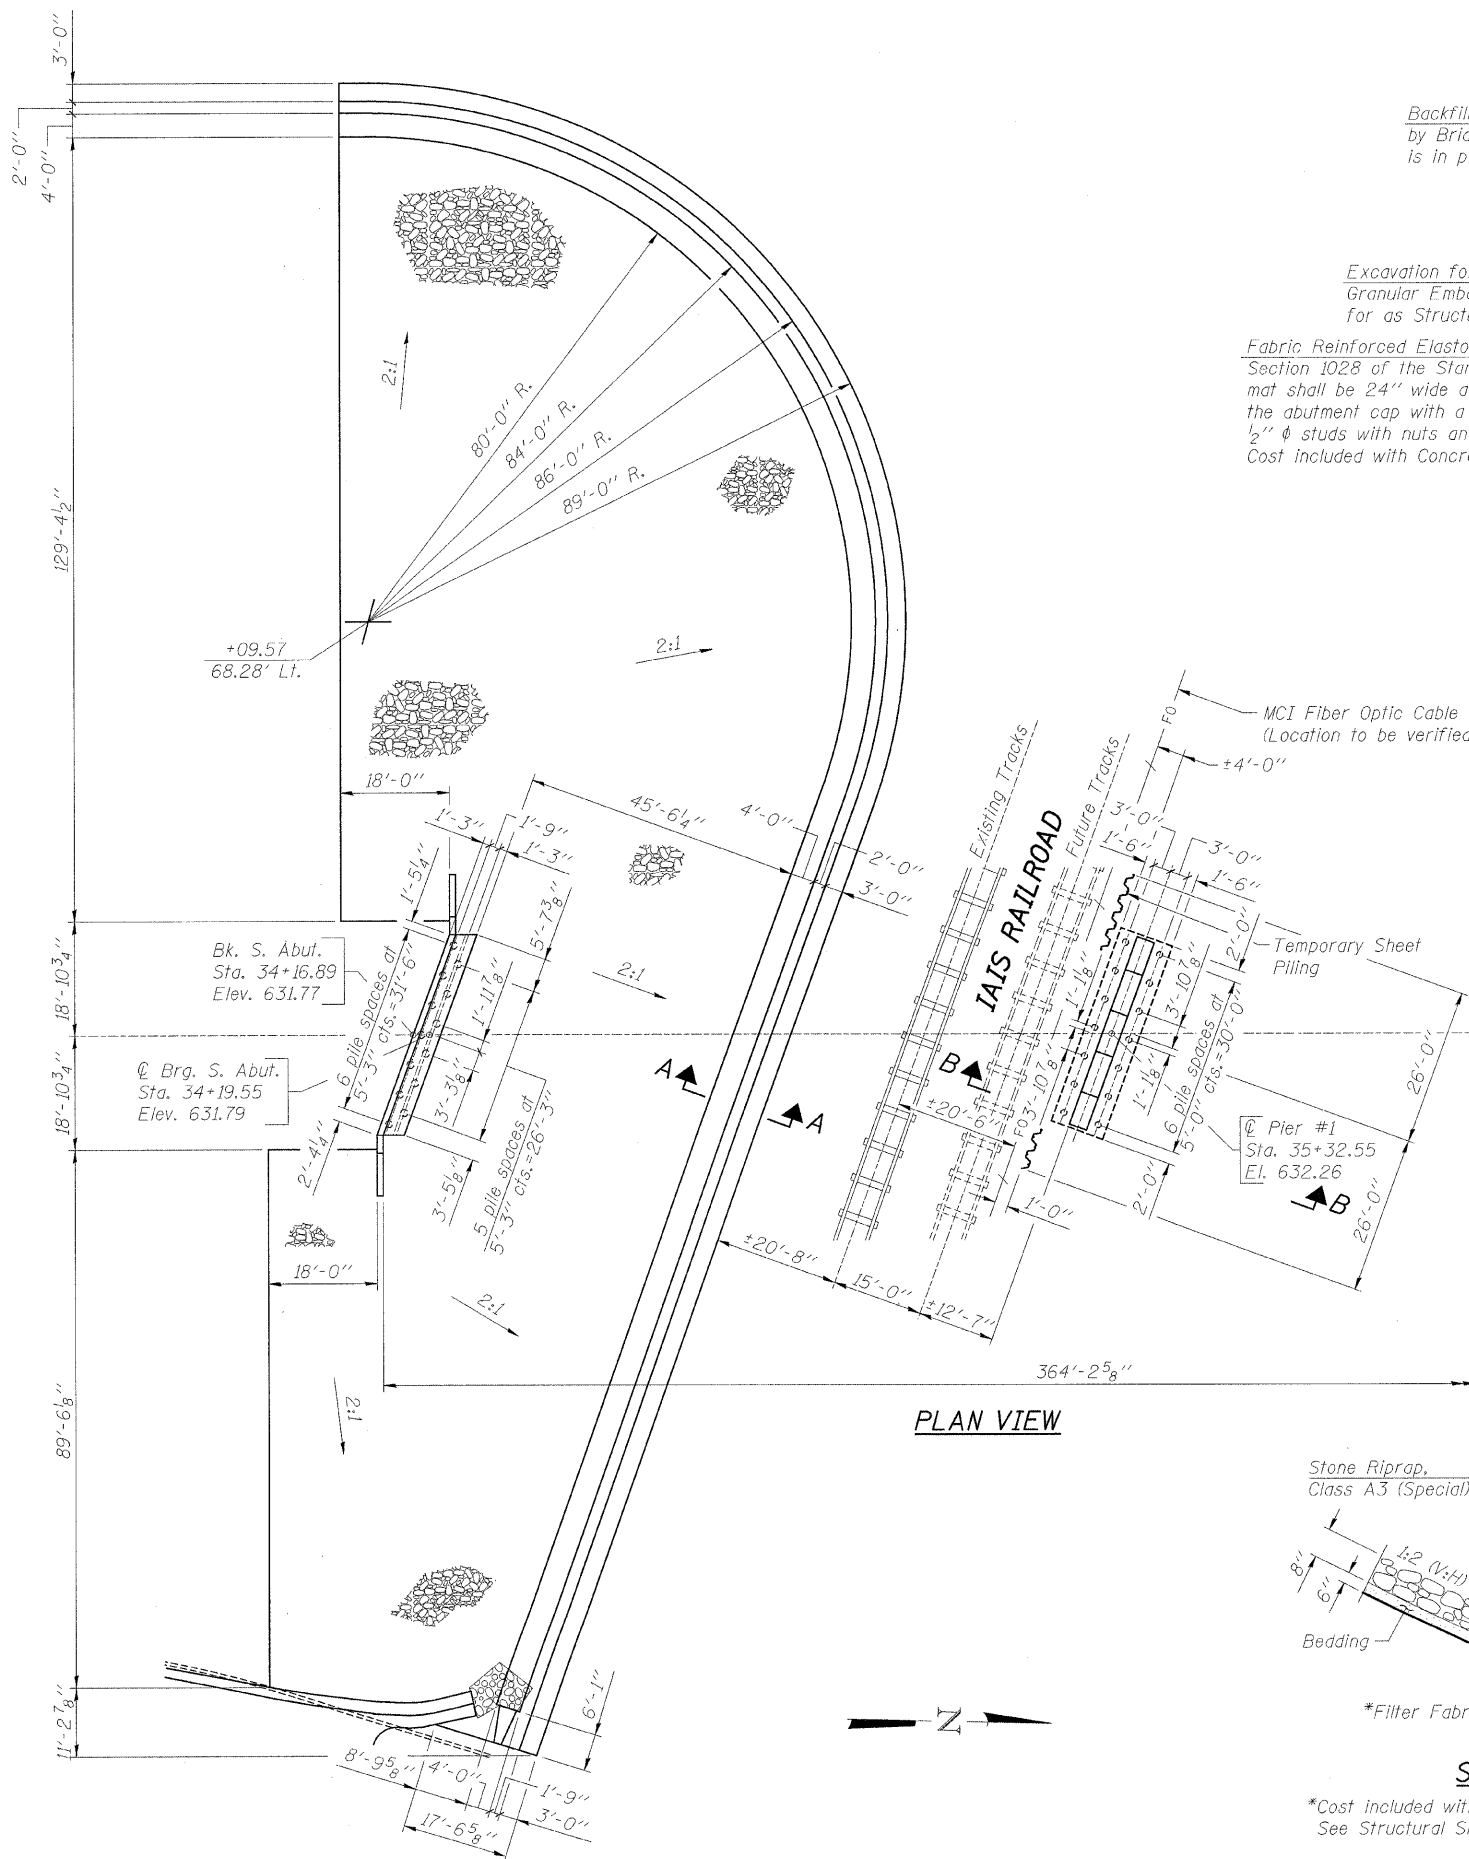 3'-0"
2'-0"
4'-0"
129'-4½"
18'-10¾"
18'-10¾"
89'-6⅛"
11'-2⅞"
2:1
80'-0" R.
84'-0" R.
86'-0" R.
89'-0" R.
+09.57
68.28' Lt.
2:1
18'-0"
1'-3"
1'-9"
1'-3"
45'-6¼"
4'-0"
2'-0"
3'-0"
1'-5¼"
5'-7⅜"
1'-11⅞"
Bk. S. Abut.
Sta. 34+16.89
Elev. 631.77
6 pile spaces at
5'-3" cts.=31'-6"
2:1
℄ Brg. S. Abut.
Sta. 34+19.55
Elev. 631.79
3'-3⅜"
2'-4¼"
3'-5⅛"
5 pile spaces at
5'-3" cts.=26'-3"
A
A
18'-0"
2:1
2:1
Backfill
by Brid
is in p
Excavation fo
Granular Emba
for as Struct
Fabric Reinforced Elasto
Section 1028 of the Stan
mat shall be 24" wide a
the abutment cap with a
½" ϕ studs with nuts an
Cost included with Concre
FO
MCI Fiber Optic Cable
(Location to be verified
±4'-0"
Existing Tracks
IAIS RAILROAD
Future Tracks
3'-0"
1'-6"
3'-0"
1'-6"
2'-0"
Temporary Sheet
Piling
1'-1⅛"
3'-10⅞"
B
±20'-6"
FO
3'-10⅞"
1'-1⅛"
6 pile spaces at
5'-0" cts.=30'-0"
26'-0"
℄ Pier #1
Sta. 35+32.55
El. 632.26
B
2'-0"
1'-0"
26'-0"
±20'-8"
15'-0"
±12'-7"
364'-2⅝"
PLAN VIEW
Stone Riprap,
Class A3 (Special)
8"
6"
1:2 (V:H)
Bedding
6'-1"
8'-9⅝"
4'-0"
1'-9"
3'-0"
17'-6⅝"
N
*Filter Fabr
S
*Cost included wit
See Structural S